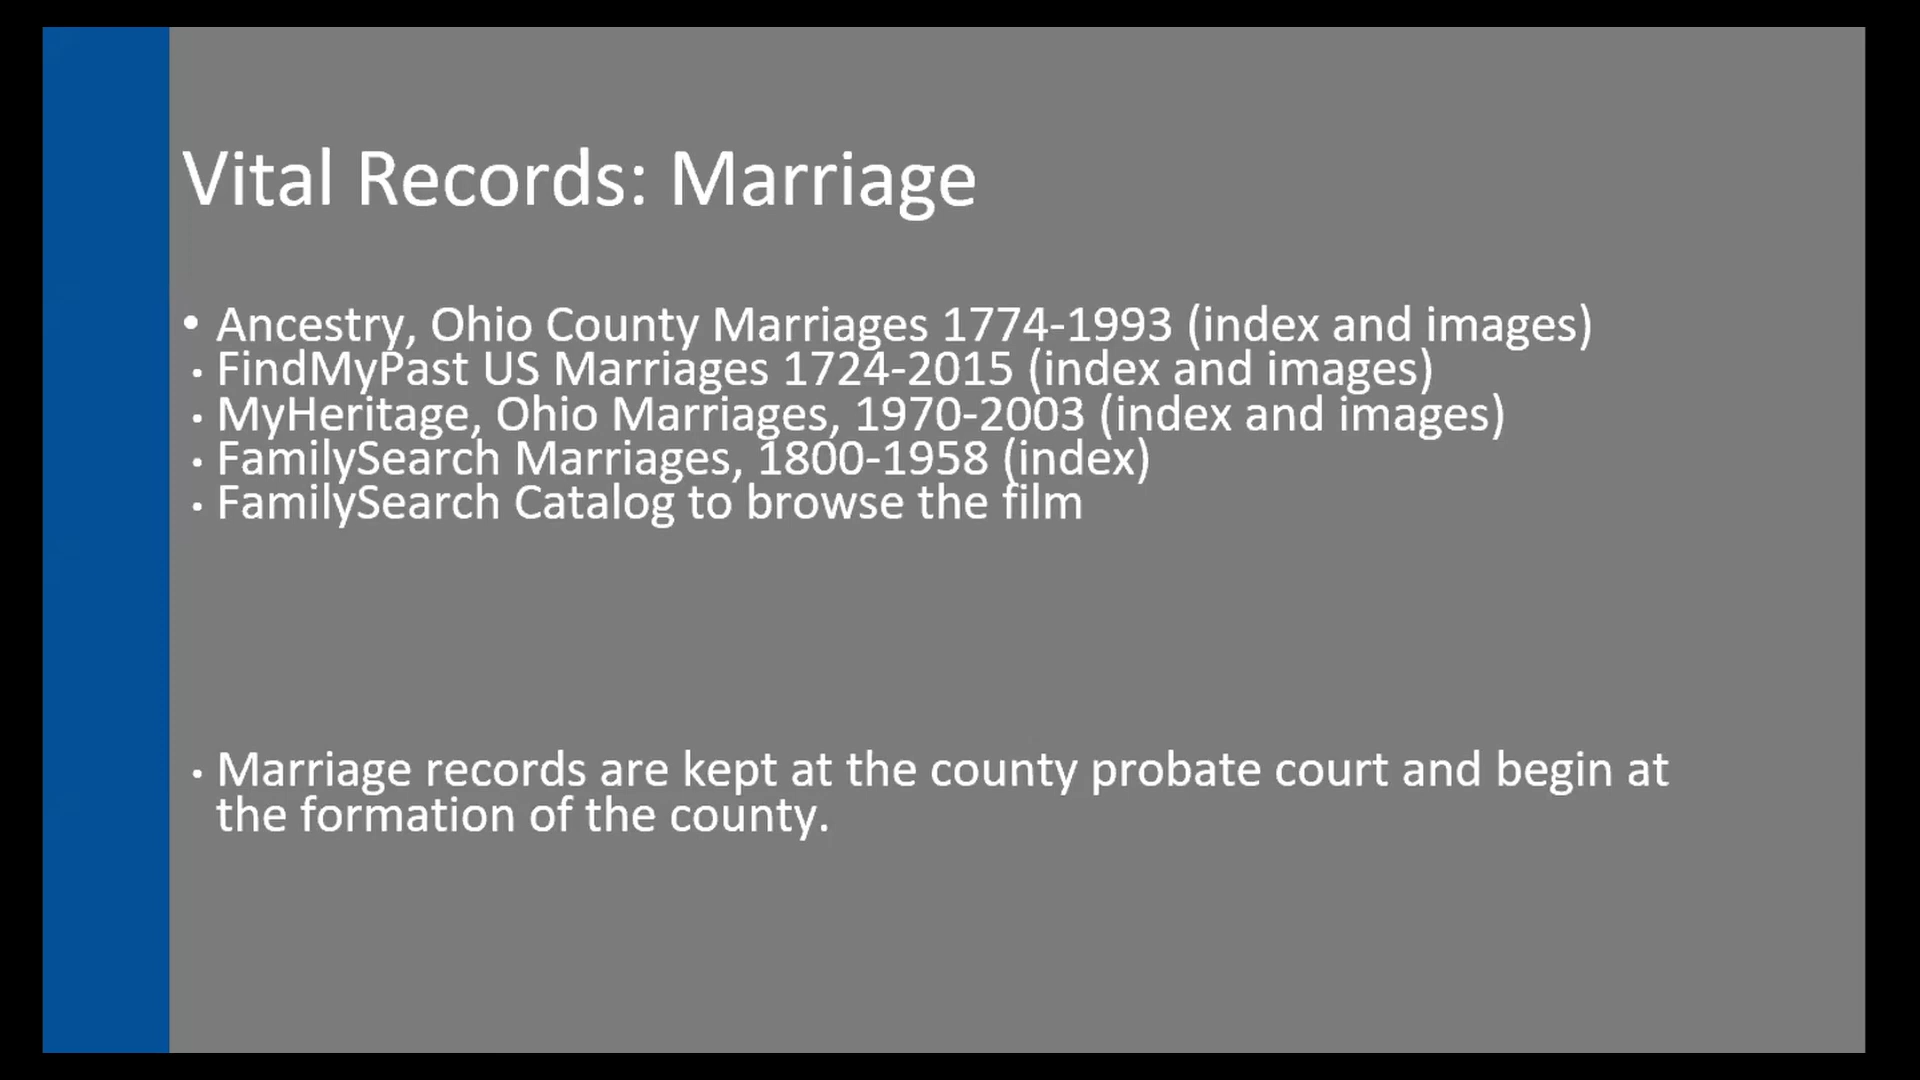 Vital Records: Marriage
• Ancestry, Ohio County Marriages 1774-1993 (index and images)
• FindMyPast US Marriages 1724-2015 (index and images)
• MyHeritage, Ohio Marriages, 1970-2003 (index and images)
• FamilySearch Marriages, 1800-1958 (index)
• FamilySearch Catalog to browse the film
• Marriage records are kept at the county probate court and begin at
the formation of the county.